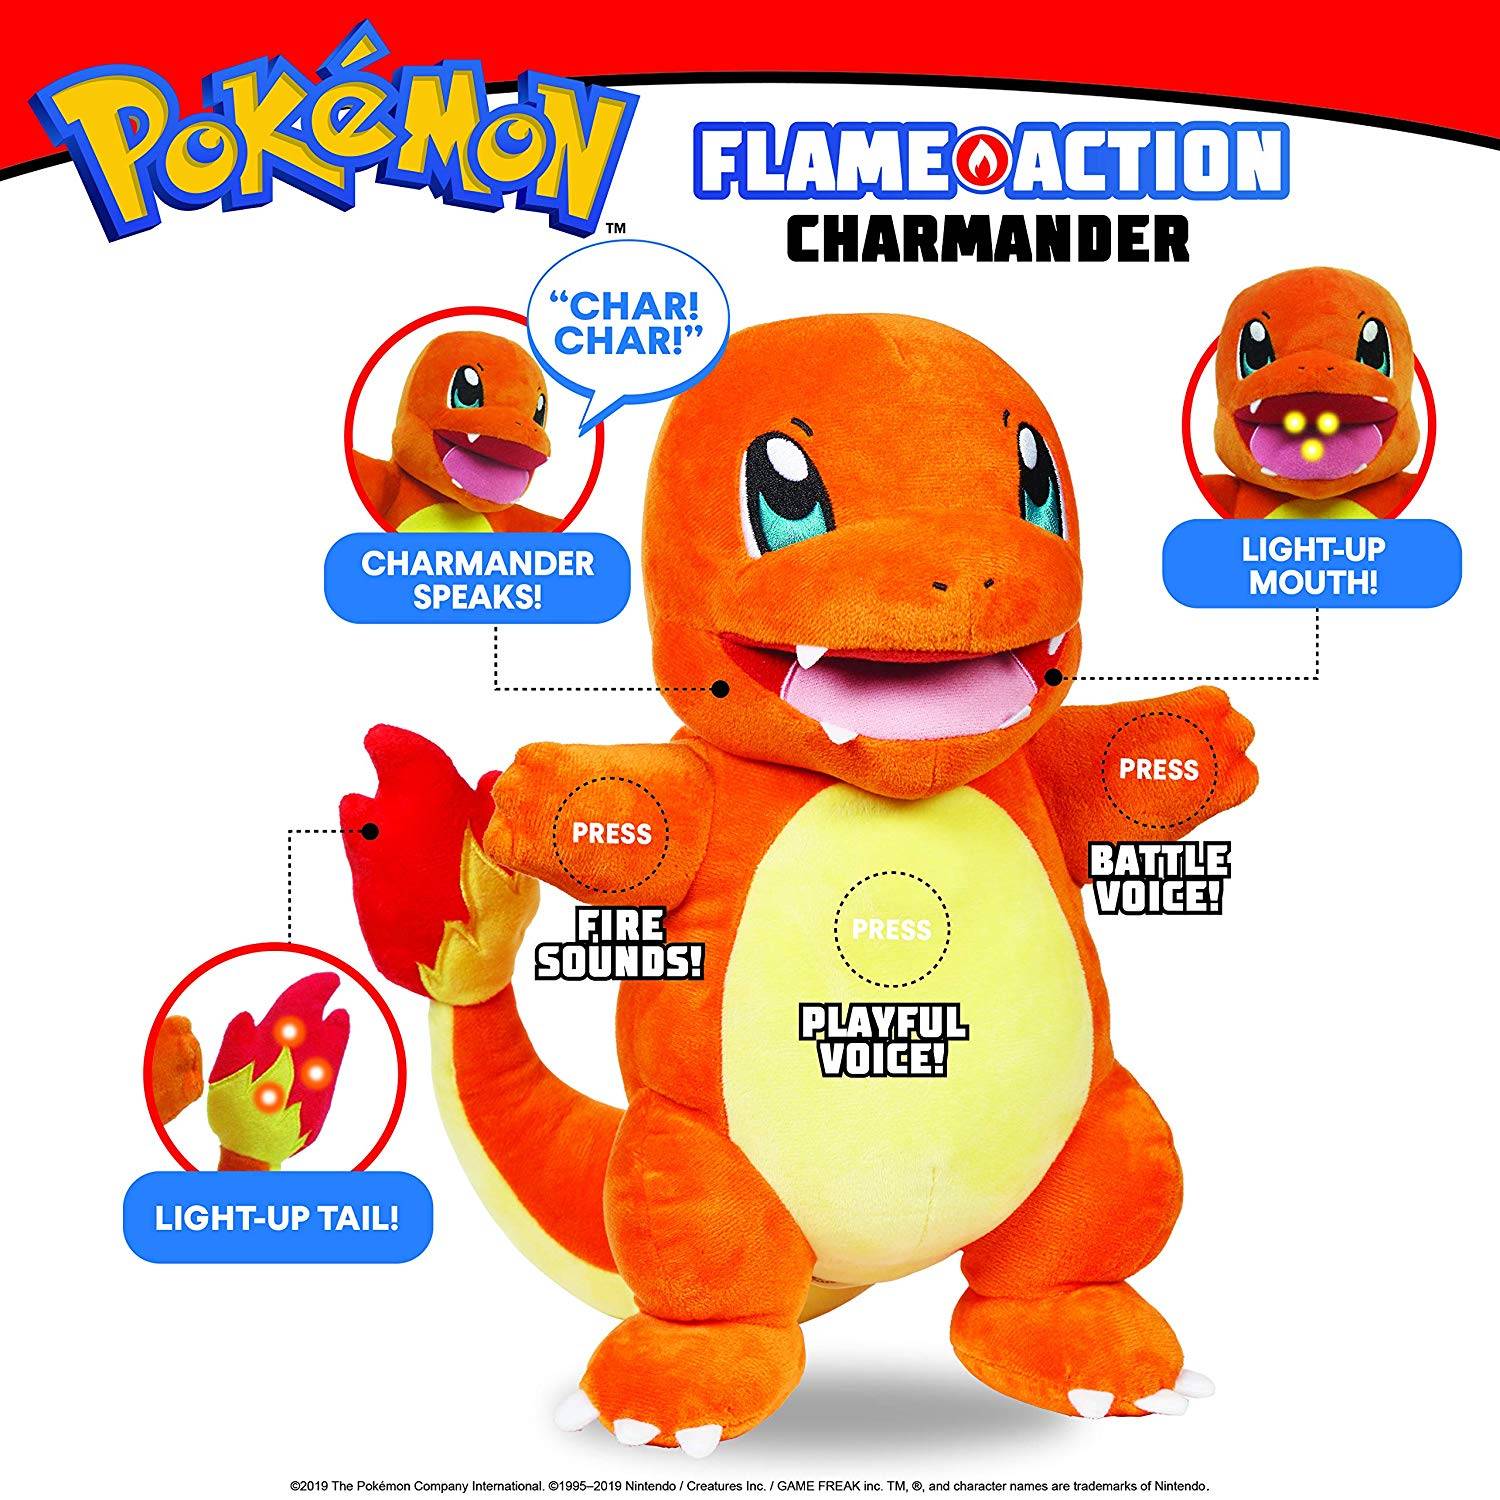 POKÉMON
TM
FLAME ACTION
CHARMANDER
“CHAR!
CHAR!”
CHARMANDER
SPEAKS!
LIGHT-UP
MOUTH!
PRESS
FIRE
SOUNDS!
PRESS
BATTLE
VOICE!
PRESS
PLAYFUL
VOICE!
LIGHT-UP TAIL!
©2019 The Pokémon Company International. ©1995–2019 Nintendo / Creatures Inc. / GAME FREAK inc. TM, ®, and character names are trademarks of Nintendo.